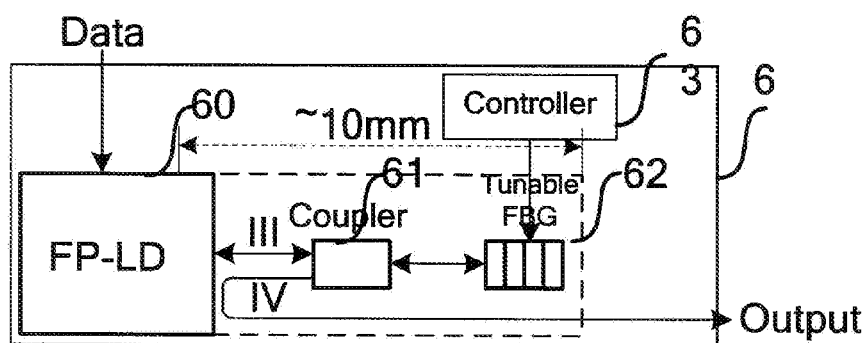 Data
6
3
Controller
6
60
~10mm
61
Tunable
FBG
62
Coupler
III
FP-LD
IV
Output